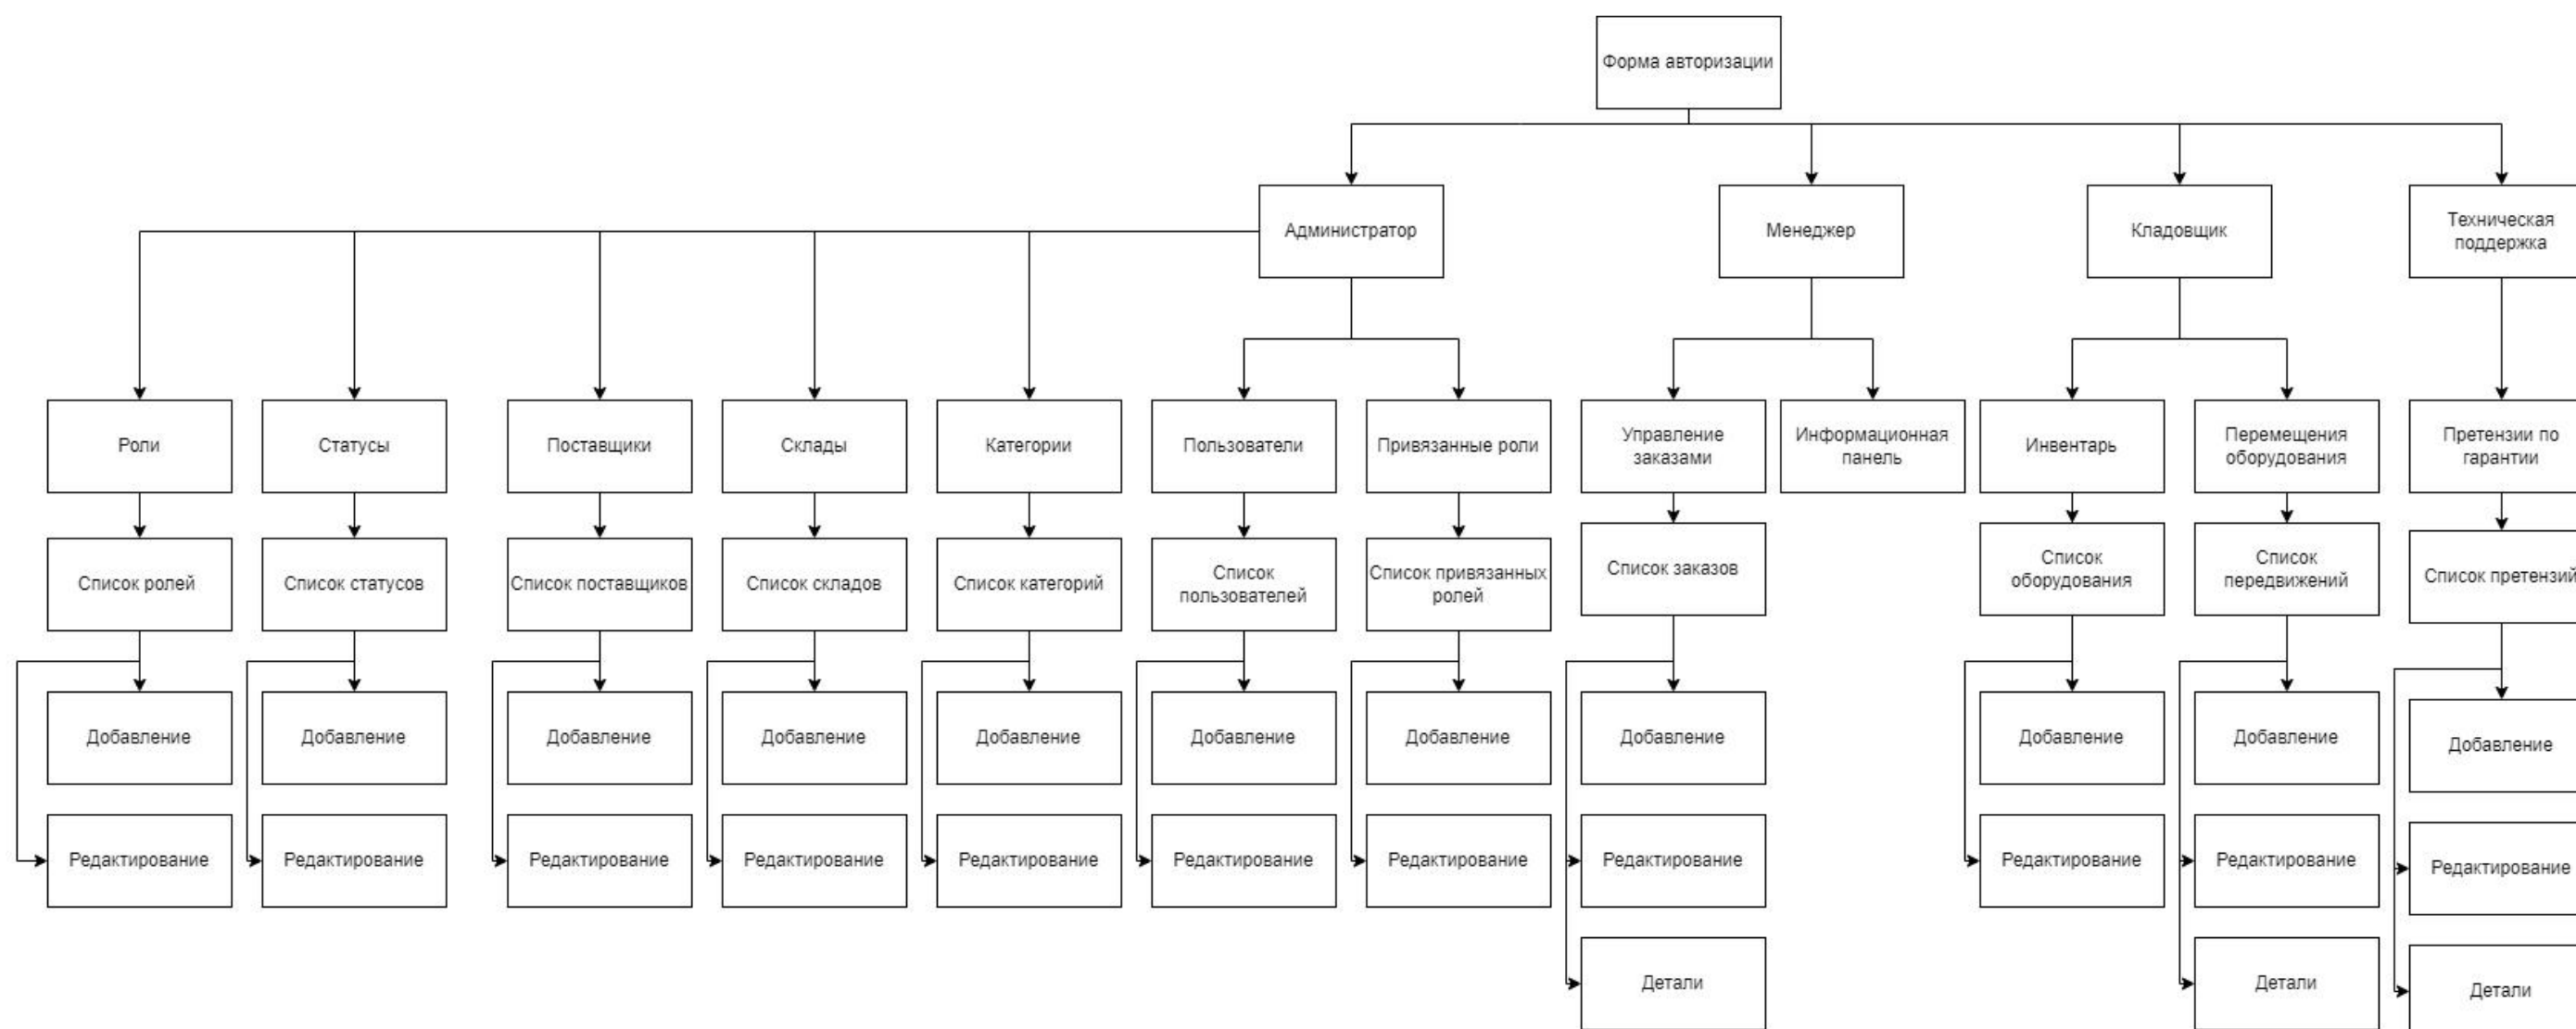 Форма авторизации
Администратор
Менеджер
Кладовщик
Техническая
поддержка
Роли
Статусы
Поставщики
Склады
Категории
Пользователи
Привязанные роли
Управление
заказами
Информационная
панель
Инвентарь
Перемещения
оборудования
Претензии по
гарантии
Список ролей
Список статусов
Список поставщиков
Список складов
Список категорий
Список
пользователей
Список привязанных
ролей
Список заказов
Список
оборудования
Список
передвижений
Список претензий
Добавление
Добавление
Добавление
Добавление
Добавление
Добавление
Добавление
Добавление
Добавление
Добавление
Добавление
Редактирование
Редактирование
Редактирование
Редактирование
Редактирование
Редактирование
Редактирование
Редактирование
Редактирование
Редактирование
Редактирование
Детали
Детали
Детали